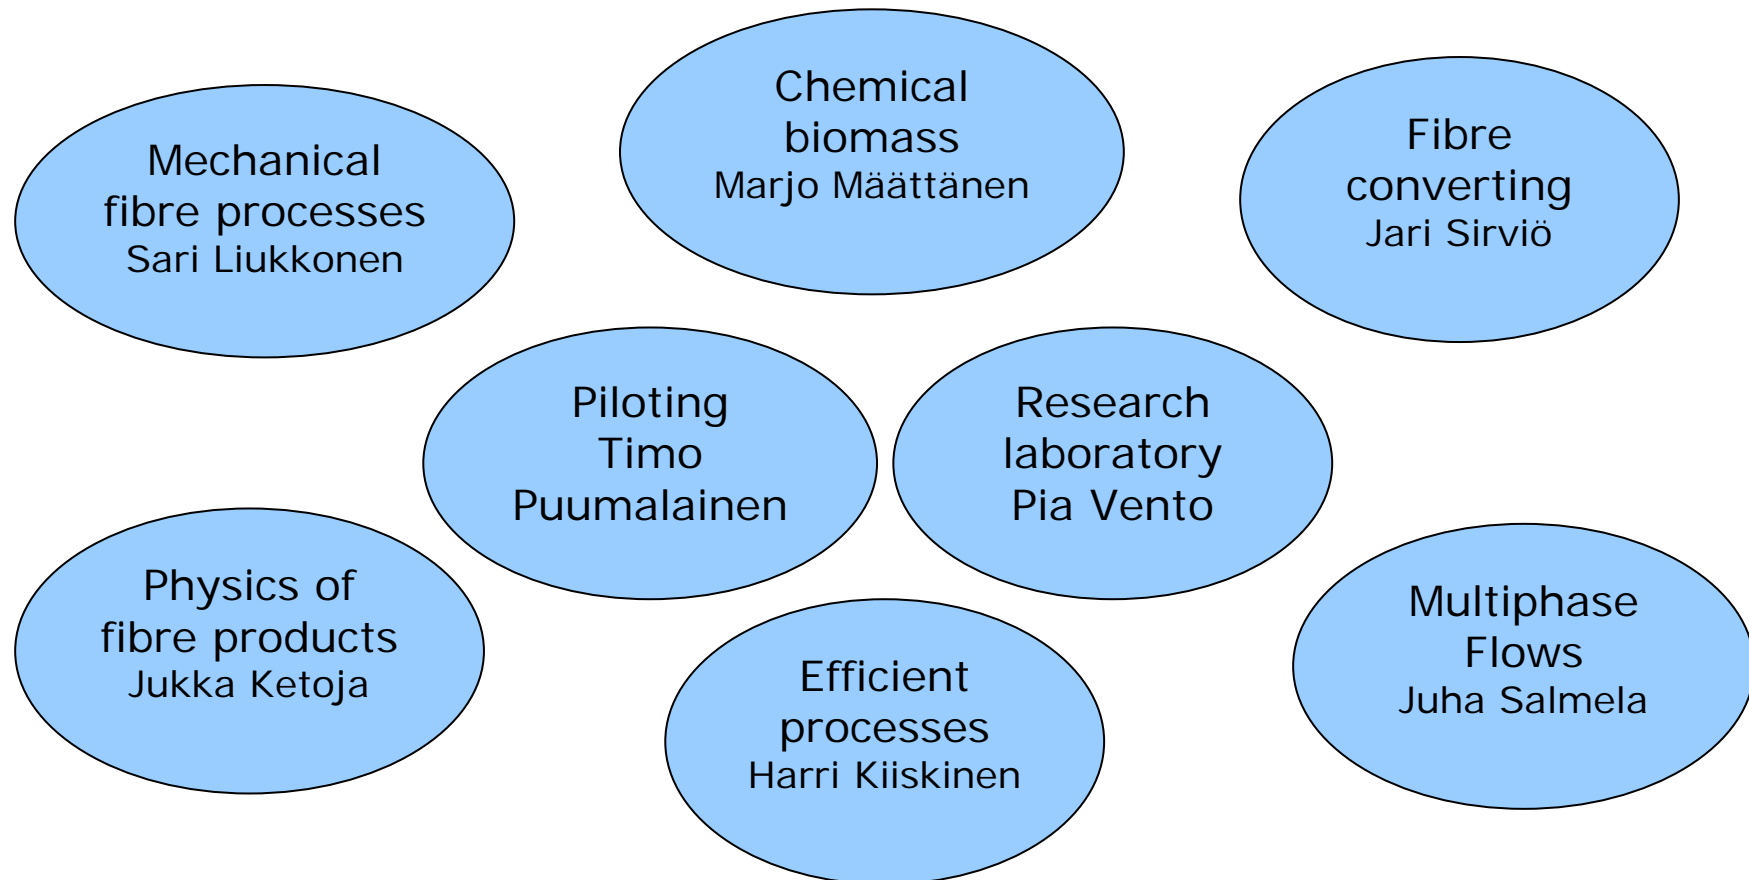 Chemical
biomass
Marjo Määttänen
Mechanical
fibre processes
Sari Liukkonen
Fibre
converting
Jari Sirviö
Piloting
Timo
Puumalainen
Research
laboratory
Pia Vento
Physics of
fibre products
Jukka Ketoja
Efficient
processes
Harri Kiiskinen
Multiphase
Flows
Juha Salmela